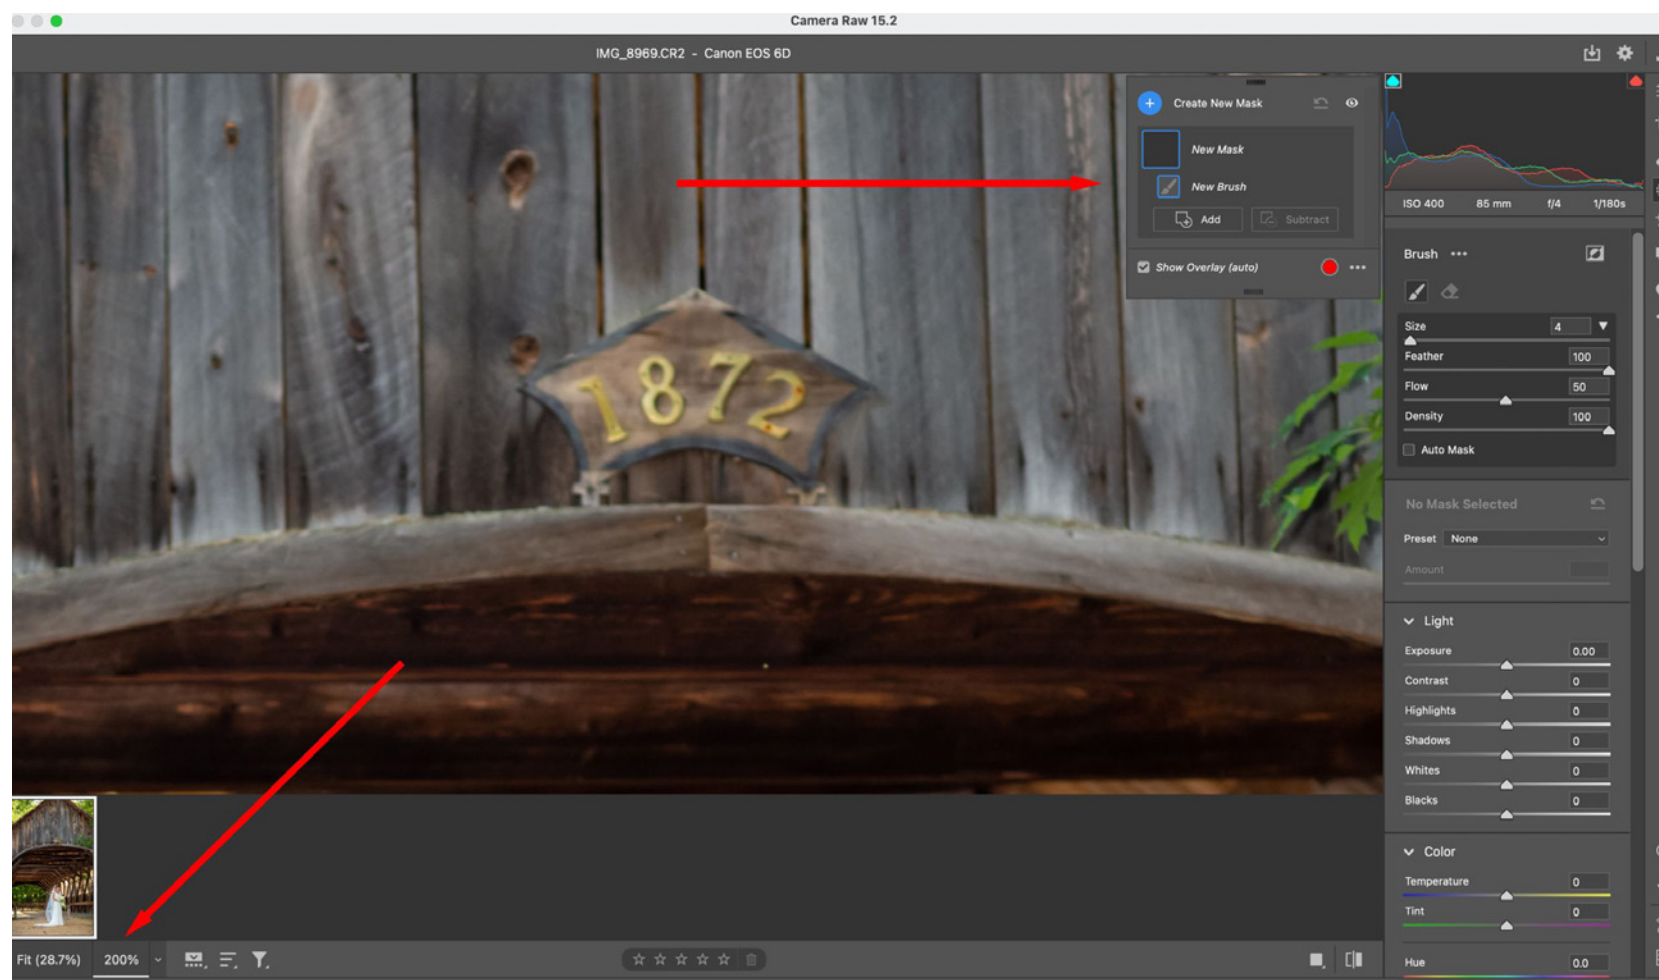 Camera Raw 15.2
IMG_8969.CR2 - Canon EOS 6D
Create New Mask
New Mask
New Brush
Add Subtract
Show Overlay (auto)
1872
ISO 400 85 mm f/4 1/180s
Brush
Size 4
Feather 100
Flow 50
Density 100
Auto Mask
No Mask Selected
Preset None
Amount
Light
Exposure 0.00
Contrast 0
Highlights 0
Shadows 0
Whites 0
Blacks 0
Color
Temperature 0
Tint 0
Hue 0.0
Fit (28.7%) 200%